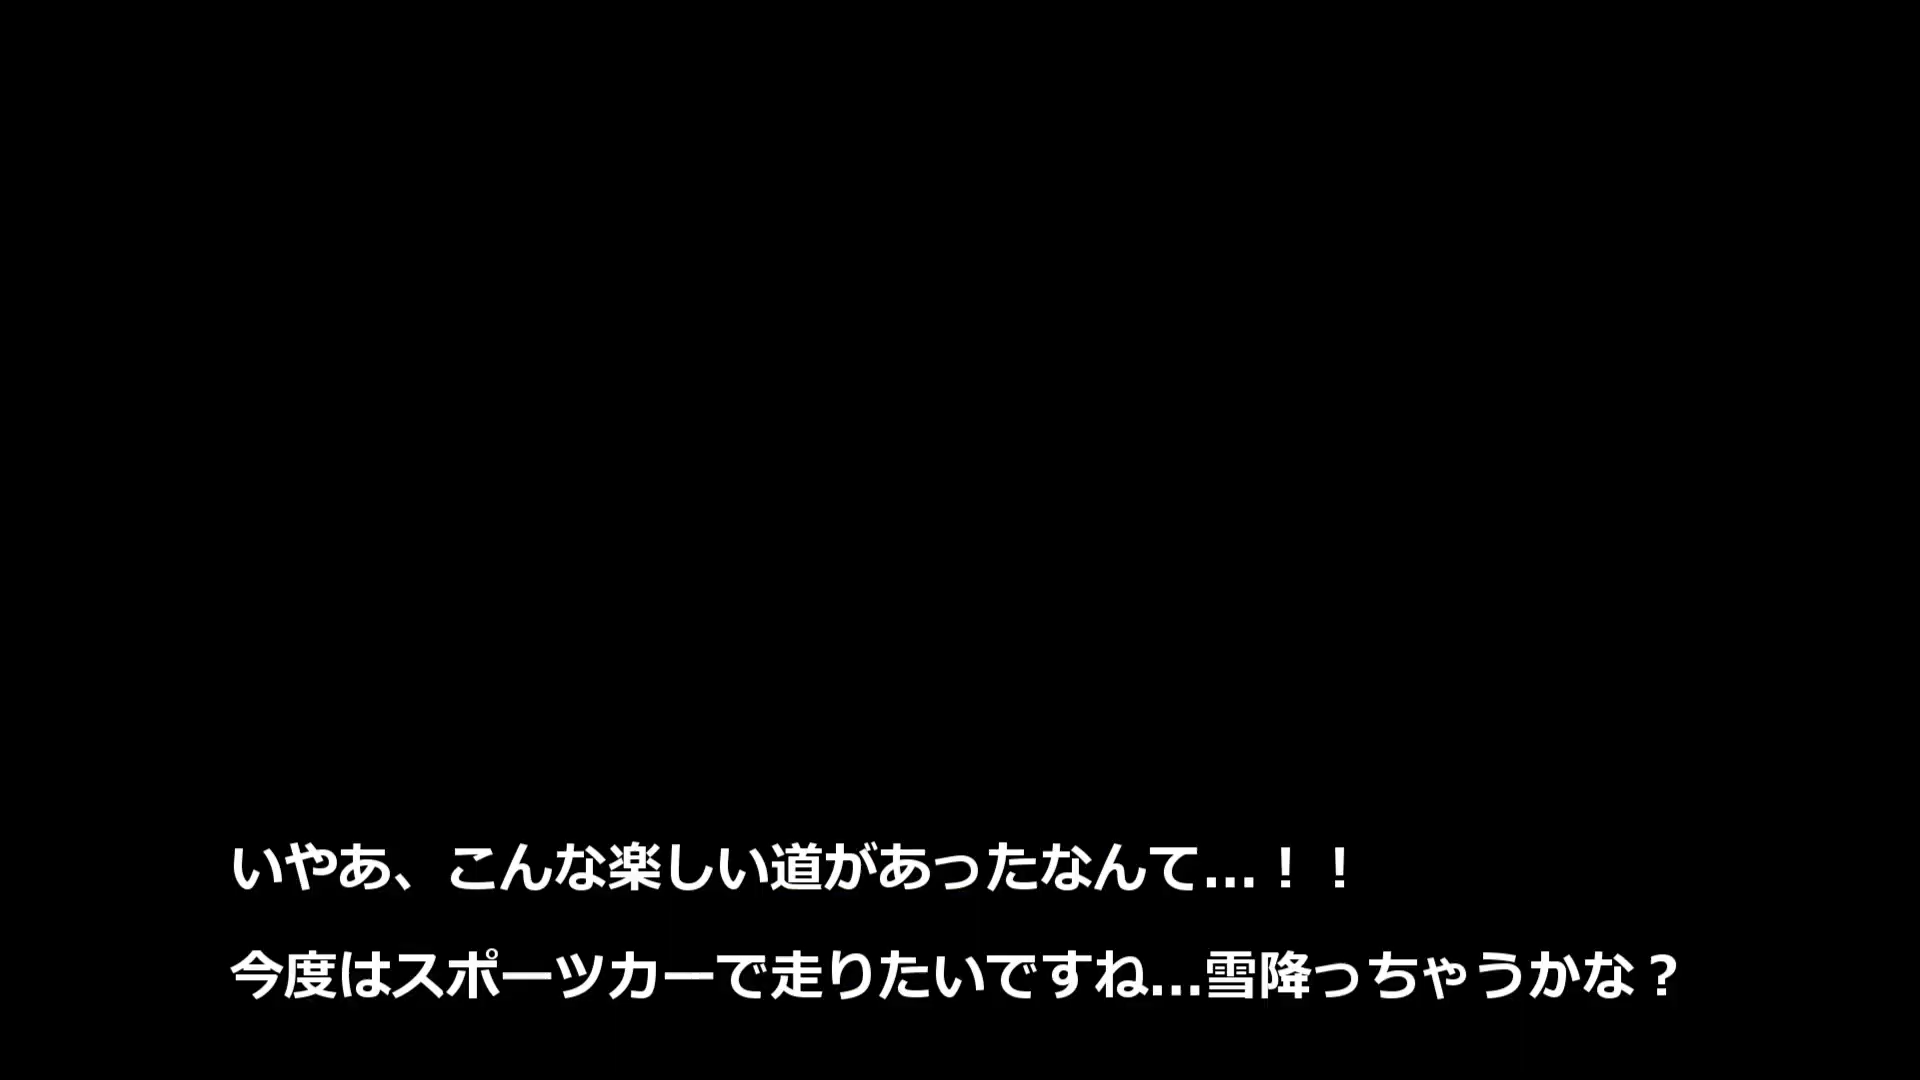 いやあ、こんな楽しい道があったなんて...！！
今度はスポーツカーで走りたいですね...雪降っちゃうかな？